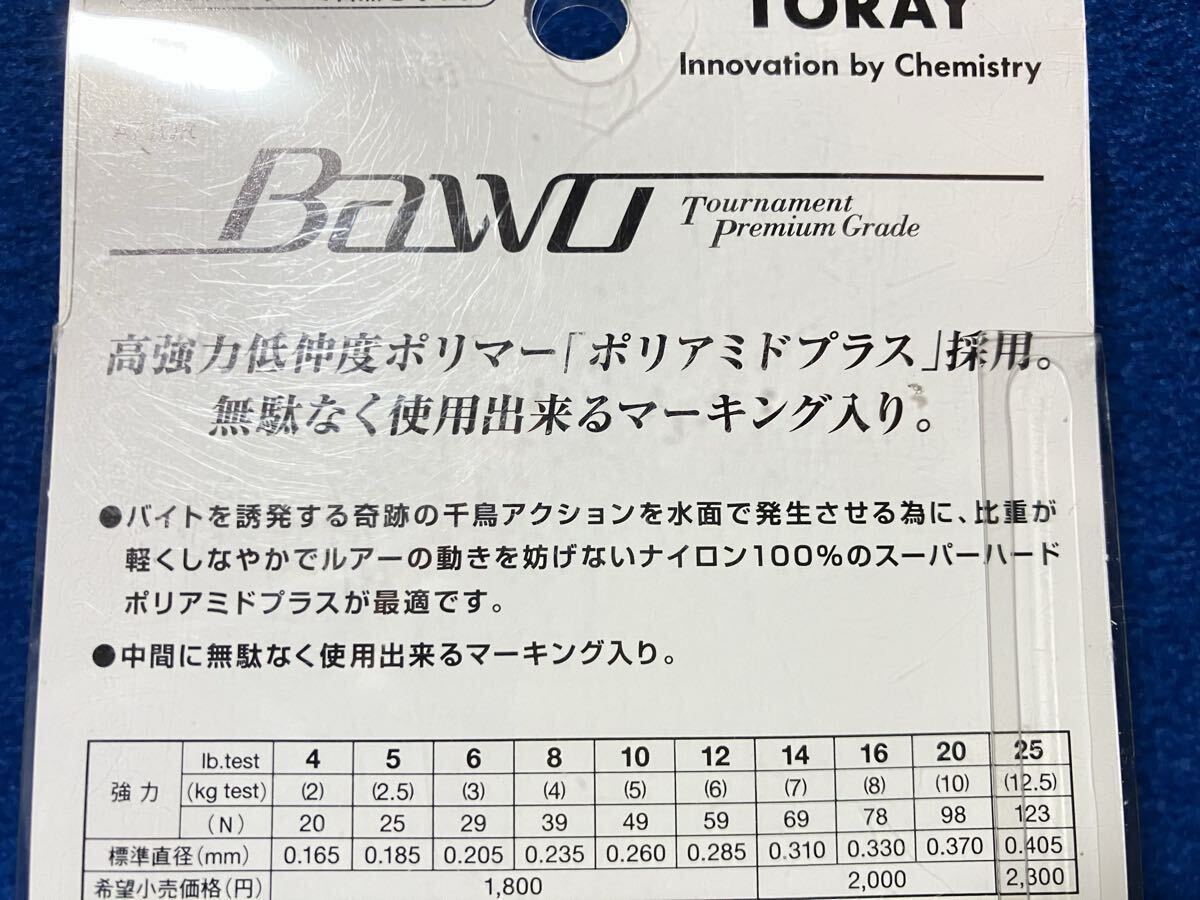 TORAY
Innovation by Chemistry
Bawo Tournament
Premium Grade
高強力低伸度ポリマー「ポリアミドプラス」採用。
無駄なく使用出来るマーキング入り。
●バイトを誘発する奇跡の千鳥アクションを水面で発生させる為に、比重が
軽くしなやかでルアーの動きを妨げないナイロン100%のスーパーハード
ポリアミドプラスが最適です。
●中間に無駄なく使用出来るマーキング入り。
強力 lb.test 4 5 6 8 10 12 14 16 20 25
(kg test) (2) (2.5) (3) (4) (5) (6) (7) (8) (10) (12.5)
(N) 20 25 29 39 49 59 69 78 98 123
標準直径(mm) 0.165 0.185 0.205 0.235 0.260 0.285 0.310 0.330 0.370 0.405
希望小売価格(円) 1,800 2,000 2,300